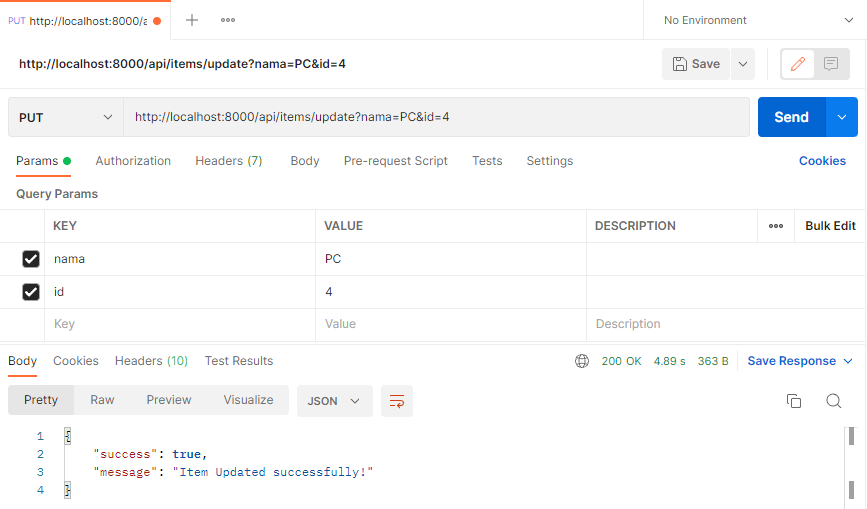 PUT http://localhost:8000/a
No Environment
http://localhost:8000/api/items/update?nama=PC&id=4
Save
PUT http://localhost:8000/api/items/update?nama=PC&id=4 Send
Params Authorization Headers (7) Body Pre-request Script Tests Settings Cookies
Query Params
KEY VALUE DESCRIPTION Bulk Edit
nama PC
id 4
Key Value Description
Body Cookies Headers (10) Test Results 200 OK 4.89 s 363 B Save Response
Pretty Raw Preview Visualize JSON
1 {
2 "success": true,
3 "message": "Item Updated successfully!"
4 }